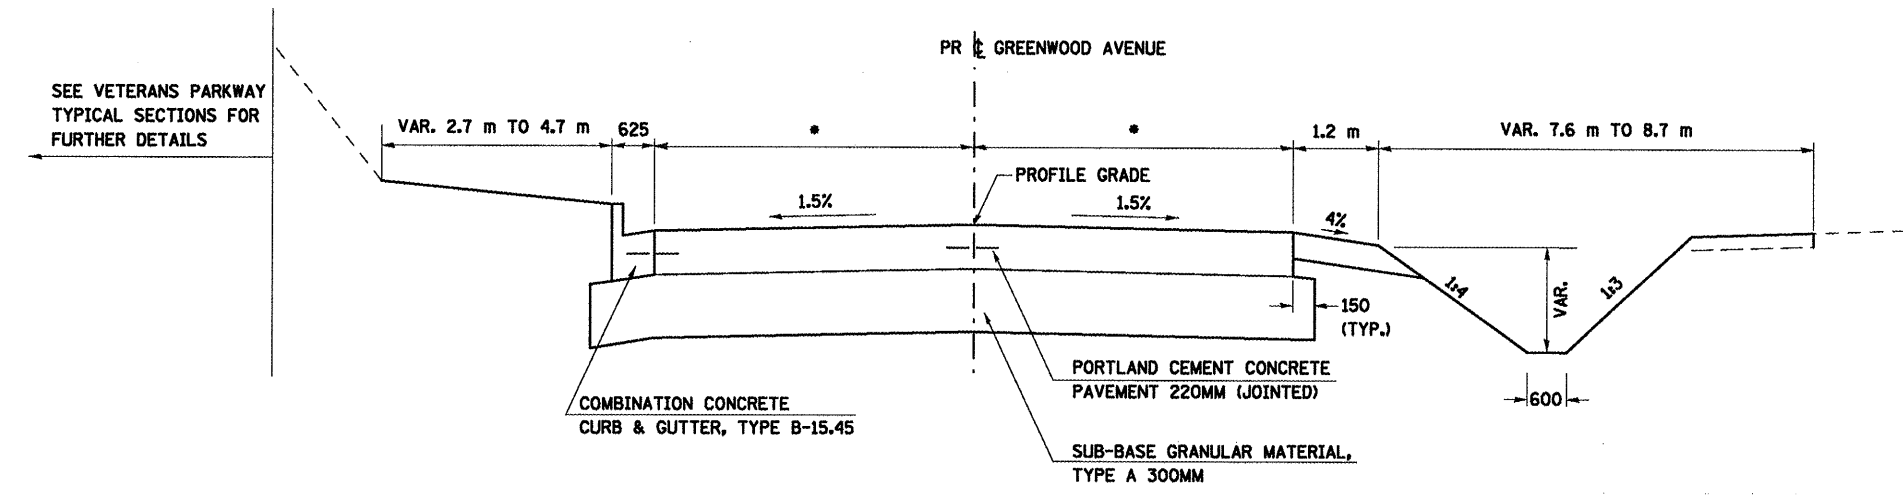 PR ℄ GREENWOOD AVENUE
SEE VETERANS PARKWAY
TYPICAL SECTIONS FOR
FURTHER DETAILS
VAR. 2.7 m TO 4.7 m
625
*
*
1.2 m
VAR. 7.6 m TO 8.7 m
PROFILE GRADE
1.5%
1.5%
4%
1:4
VAR.
1:3
150
(TYP.)
PORTLAND CEMENT CONCRETE
PAVEMENT 220MM (JOINTED)
600
COMBINATION CONCRETE
CURB & GUTTER, TYPE B-15.45
SUB-BASE GRANULAR MATERIAL,
TYPE A 300MM